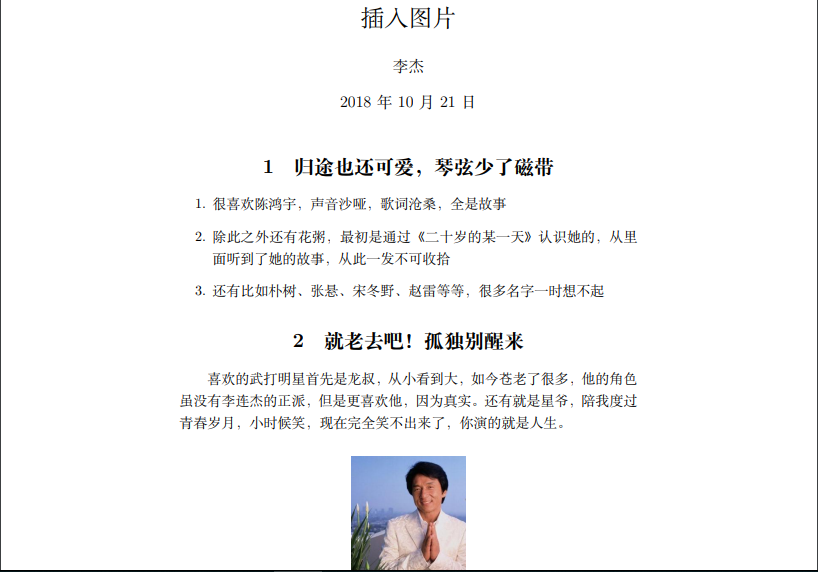 插入图片
李杰
2018 年 10 月 21 日
1 归途也还可爱，琴弦少了磁带
1. 很喜欢陈鸿宇，声音沙哑，歌词沧桑，全是故事
2. 除此之外还有花粥，最初是通过《二十岁的某一天》认识她的，从里
面听到了她的故事，从此一发不可收拾
3. 还有比如朴树、张悬、宋冬野、赵雷等等，很多名字一时想不起
2 就老去吧！孤独别醒来
喜欢的武打明星首先是龙叔，从小看到大，如今苍老了很多，他的角色
虽没有李连杰的正派，但是更喜欢他，因为真实。还有就是星爷，陪我度过
青春岁月，小时候笑，现在完全笑不出来了，你演的就是人生。